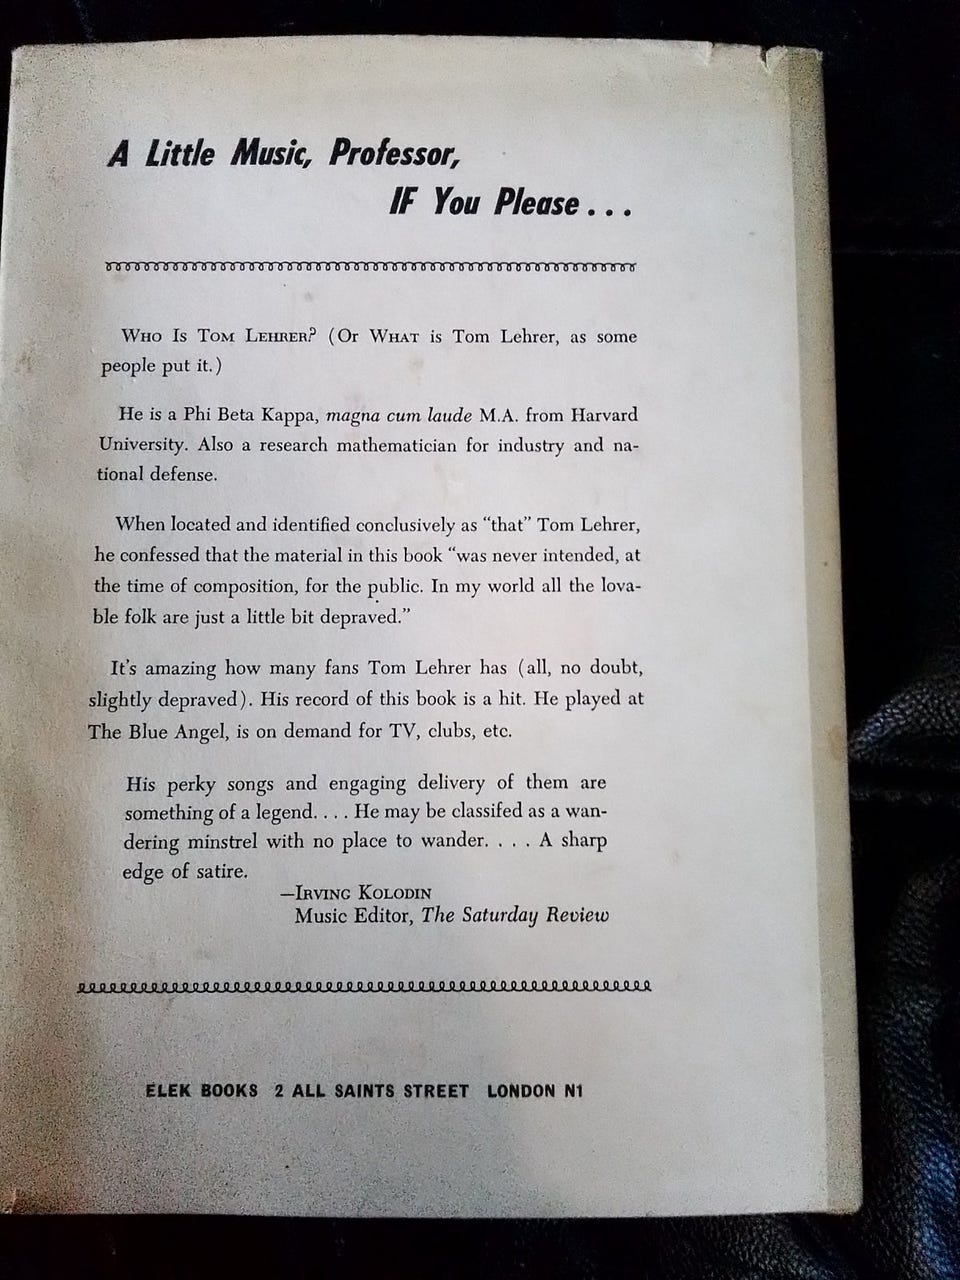 A Little Music, Professor,
IF You Please . . .
Who Is Tom Lehrer? (Or What is Tom Lehrer, as some
people put it.)
He is a Phi Beta Kappa, magna cum laude M.A. from Harvard
University. Also a research mathematician for industry and na-
tional defense.
When located and identified conclusively as “that” Tom Lehrer,
he confessed that the material in this book “was never intended, at
the time of composition, for the public. In my world all the lova-
ble folk are just a little bit depraved.”
It’s amazing how many fans Tom Lehrer has (all, no doubt,
slightly depraved). His record of this book is a hit. He played at
The Blue Angel, is on demand for TV, clubs, etc.
His perky songs and engaging delivery of them are
something of a legend. . . . He may be classifed as a wan-
dering minstrel with no place to wander. . . . A sharp
edge of satire.
—Irving Kolodin
Music Editor, The Saturday Review
ELEK BOOKS 2 ALL SAINTS STREET LONDON N1